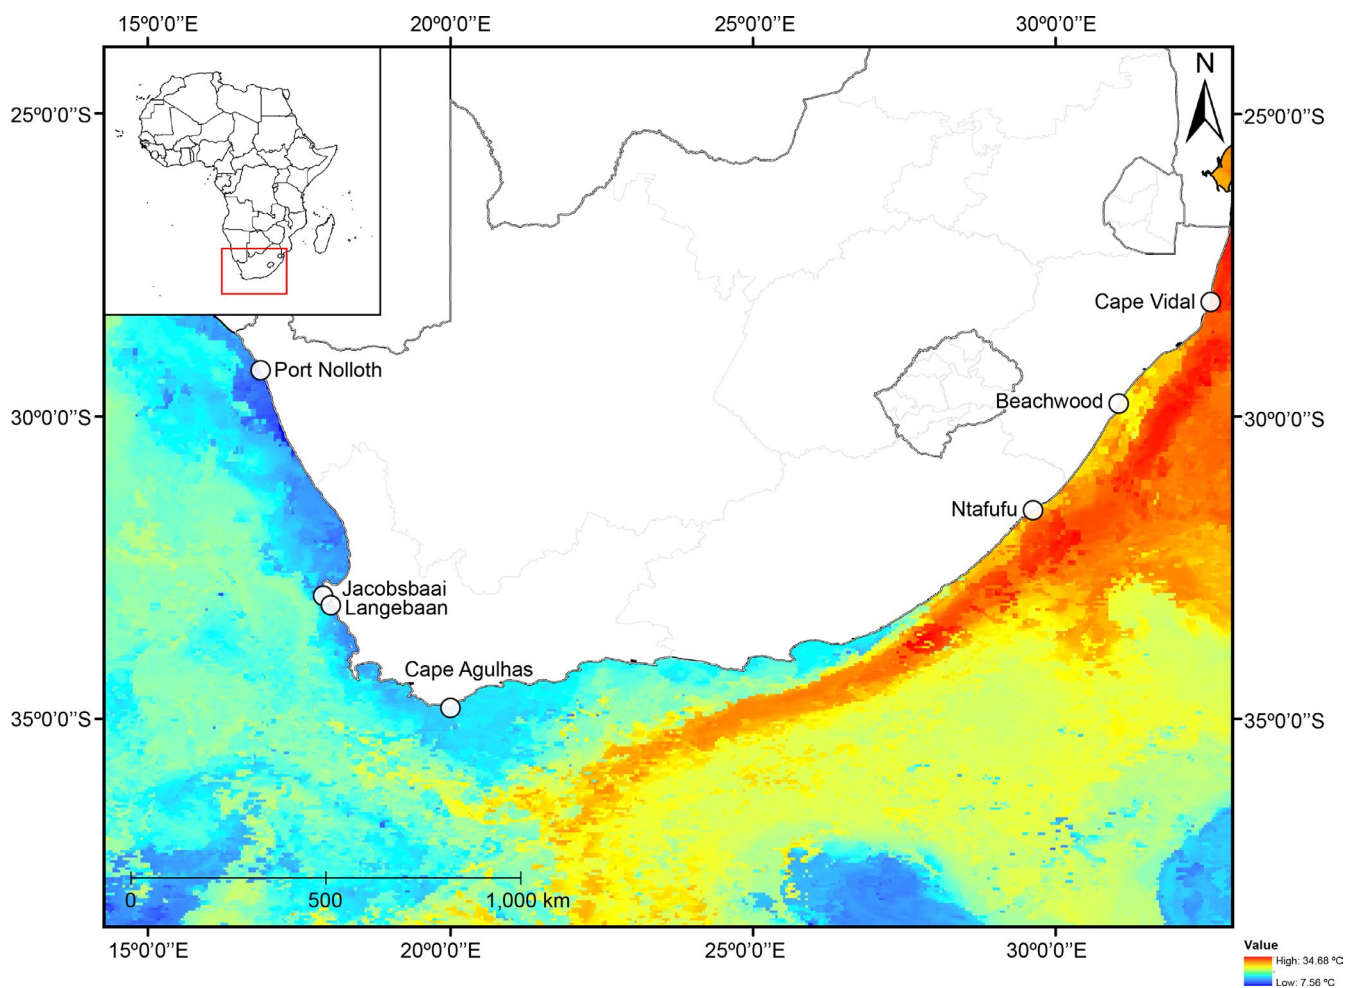 15º0’0’’E 20º0’0’’E 25º0’0’’E 30º0’0’’E
N
25º0’0’’S 25º0’0’’S
Cape Vidal
Port Nolloth
Beachwood
30º0’0’’S 30º0’0’’S
Ntafufu
Jacobsbaai
Langebaan
Cape Agulhas
35º0’0’’S 35º0’0’’S
0 500 1,000 km
15º0’0’’E 20º0’0’’E 25º0’0’’E 30º0’0’’E
Value
High: 34.68 ºC
Low: 7.56 ºC